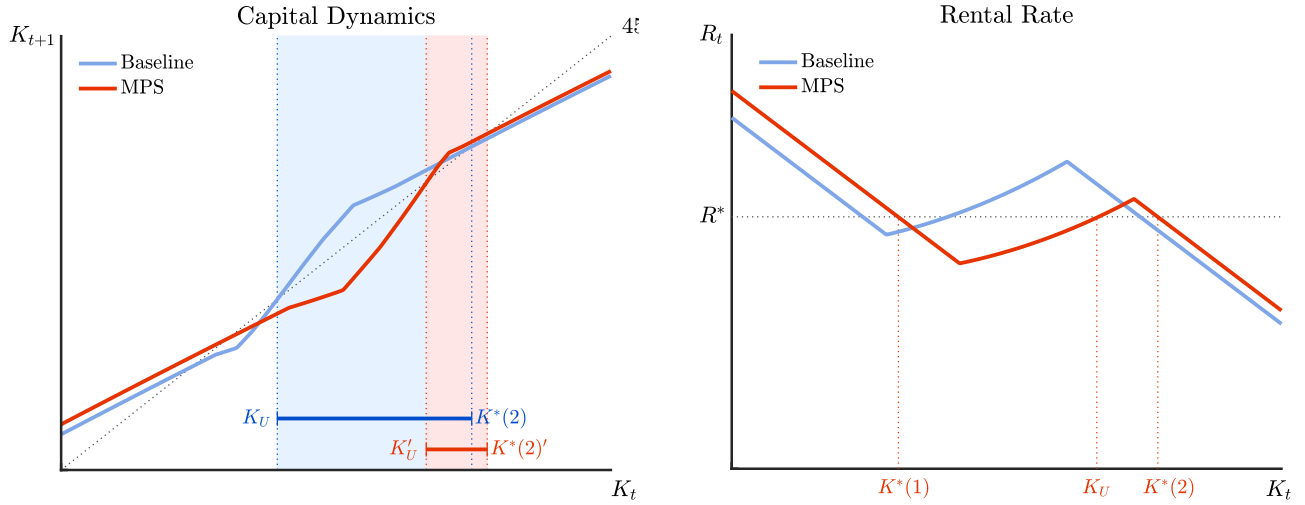 Capital Dynamics
K_{t+1}
Baseline
MPS
K_U
K*(2)
K'_U
K*(2)'
K_t
Rental Rate
R_t
Baseline
MPS
R*
K*(1)
K_U
K*(2)
K_t